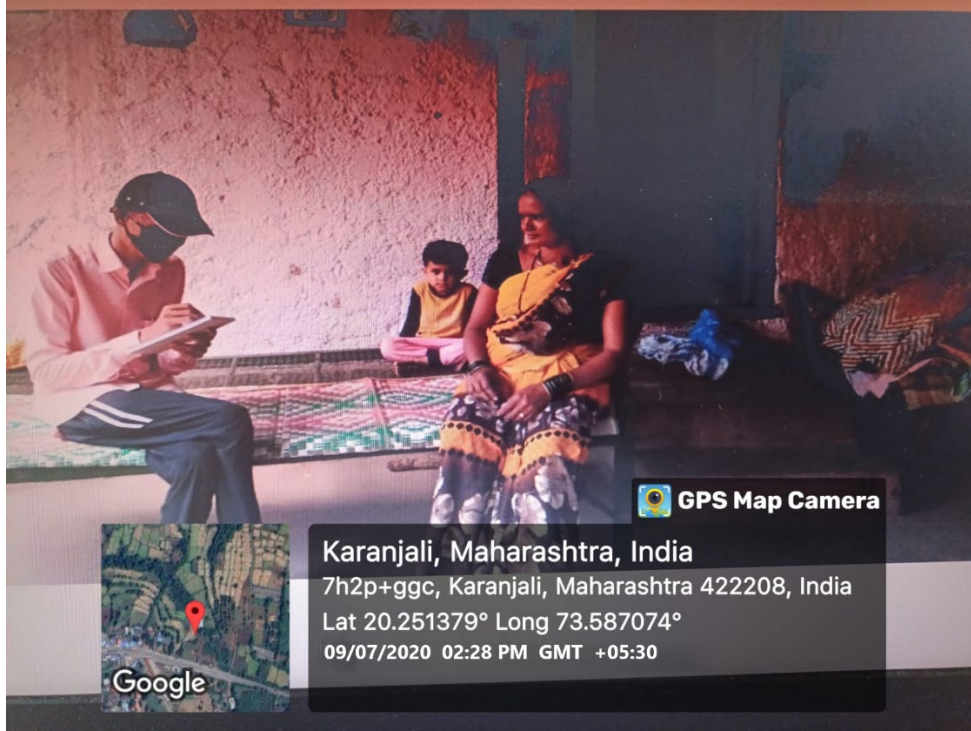 GPS Map Camera
Karanjali, Maharashtra, India
7h2p+ggc, Karanjali, Maharashtra 422208, India
Lat 20.251379° Long 73.587074°
09/07/2020 02:28 PM GMT +05:30
Google